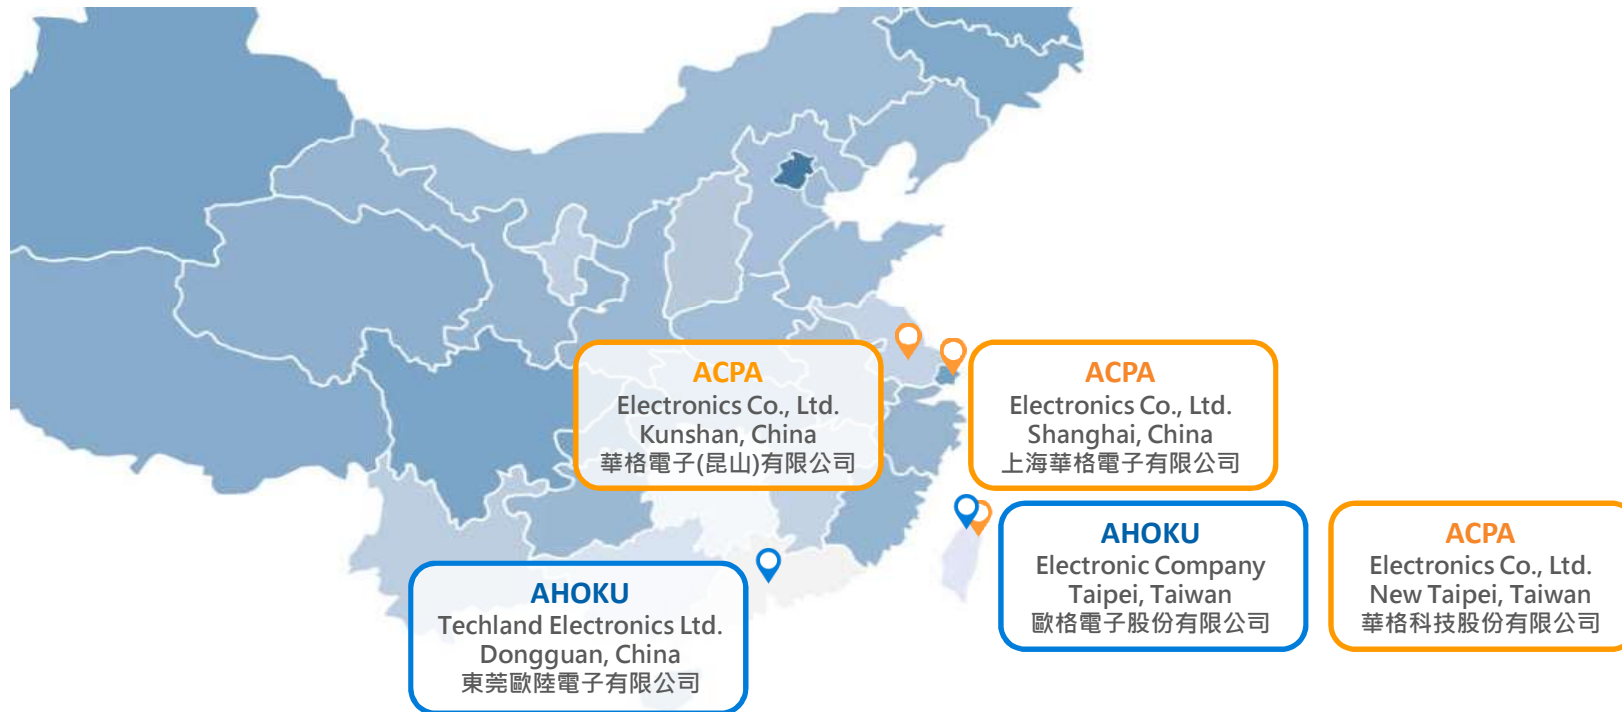 ACPA
Electronics Co., Ltd.
Kunshan, China
華格電子(昆山)有限公司
ACPA
Electronics Co., Ltd.
Shanghai, China
上海華格電子有限公司
AHOKU
Electronic Company
Taipei, Taiwan
歐格電子股份有限公司
ACPA
Electronics Co., Ltd.
New Taipei, Taiwan
華格科技股份有限公司
AHOKU
Techland Electronics Ltd.
Dongguan, China
東莞歐陸電子有限公司